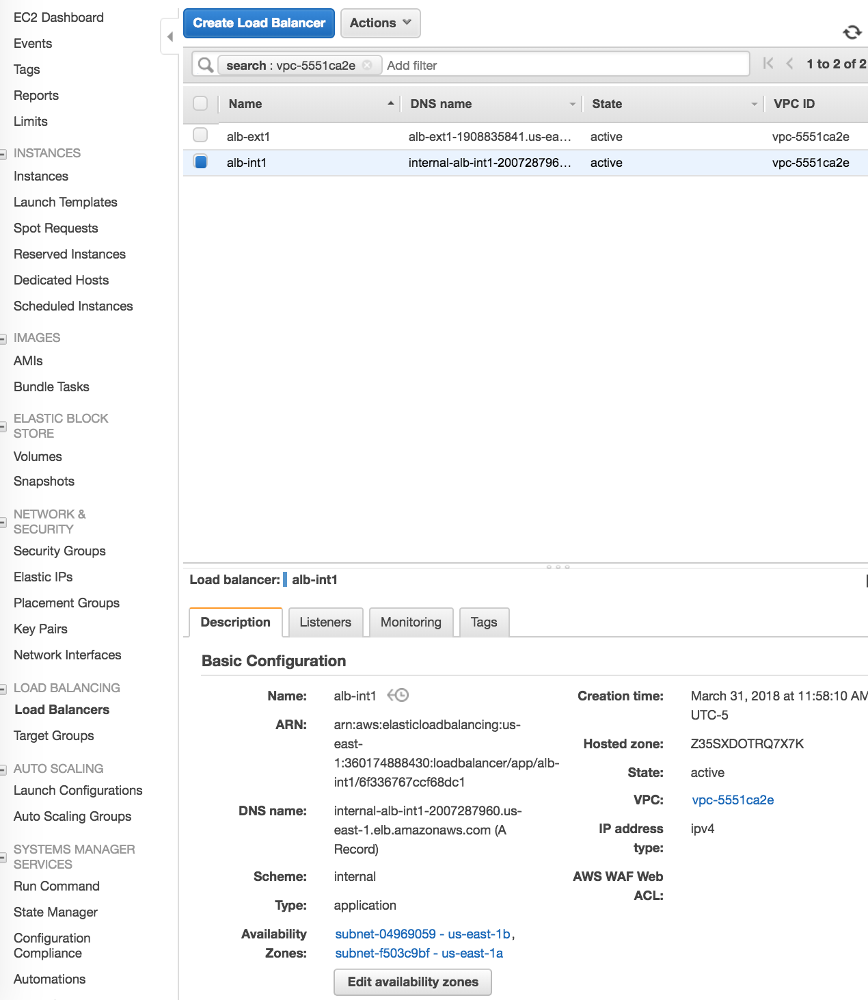 EC2 Dashboard
Events
Tags
Reports
Limits
INSTANCES
Instances
Launch Templates
Spot Requests
Reserved Instances
Dedicated Hosts
Scheduled Instances
IMAGES
AMIs
Bundle Tasks
ELASTIC BLOCK
STORE
Volumes
Snapshots
NETWORK &
SECURITY
Security Groups
Elastic IPs
Placement Groups
Key Pairs
Network Interfaces
LOAD BALANCING
Load Balancers
Target Groups
AUTO SCALING
Launch Configurations
Auto Scaling Groups
SYSTEMS MANAGER
SERVICES
Run Command
State Manager
Configuration
Compliance
Automations
Create Load Balancer Actions
search : vpc-5551ca2e Add filter 1 to 2 of 2
Name DNS name State VPC ID
alb-ext1 alb-ext1-1908835841.us-ea... active vpc-5551ca2e
alb-int1 internal-alb-int1-200728796... active vpc-5551ca2e
Load balancer: alb-int1
Description Listeners Monitoring Tags
Basic Configuration
Name: alb-int1
ARN: arn:aws:elasticloadbalancing:us-
east-
1:360174888430:loadbalancer/app/alb-
int1/6f336767ccf68dc1
DNS name: internal-alb-int1-2007287960.us-
east-1.elb.amazonaws.com (A
Record)
Scheme: internal
Type: application
Availability subnet-04969059 - us-east-1b,
Zones: subnet-f503c9bf - us-east-1a
Edit availability zones
Creation time: March 31, 2018 at 11:58:10 AM
UTC-5
Hosted zone: Z35SXDOTRQ7X7K
State: active
VPC: vpc-5551ca2e
IP address ipv4
type:
AWS WAF Web
ACL: